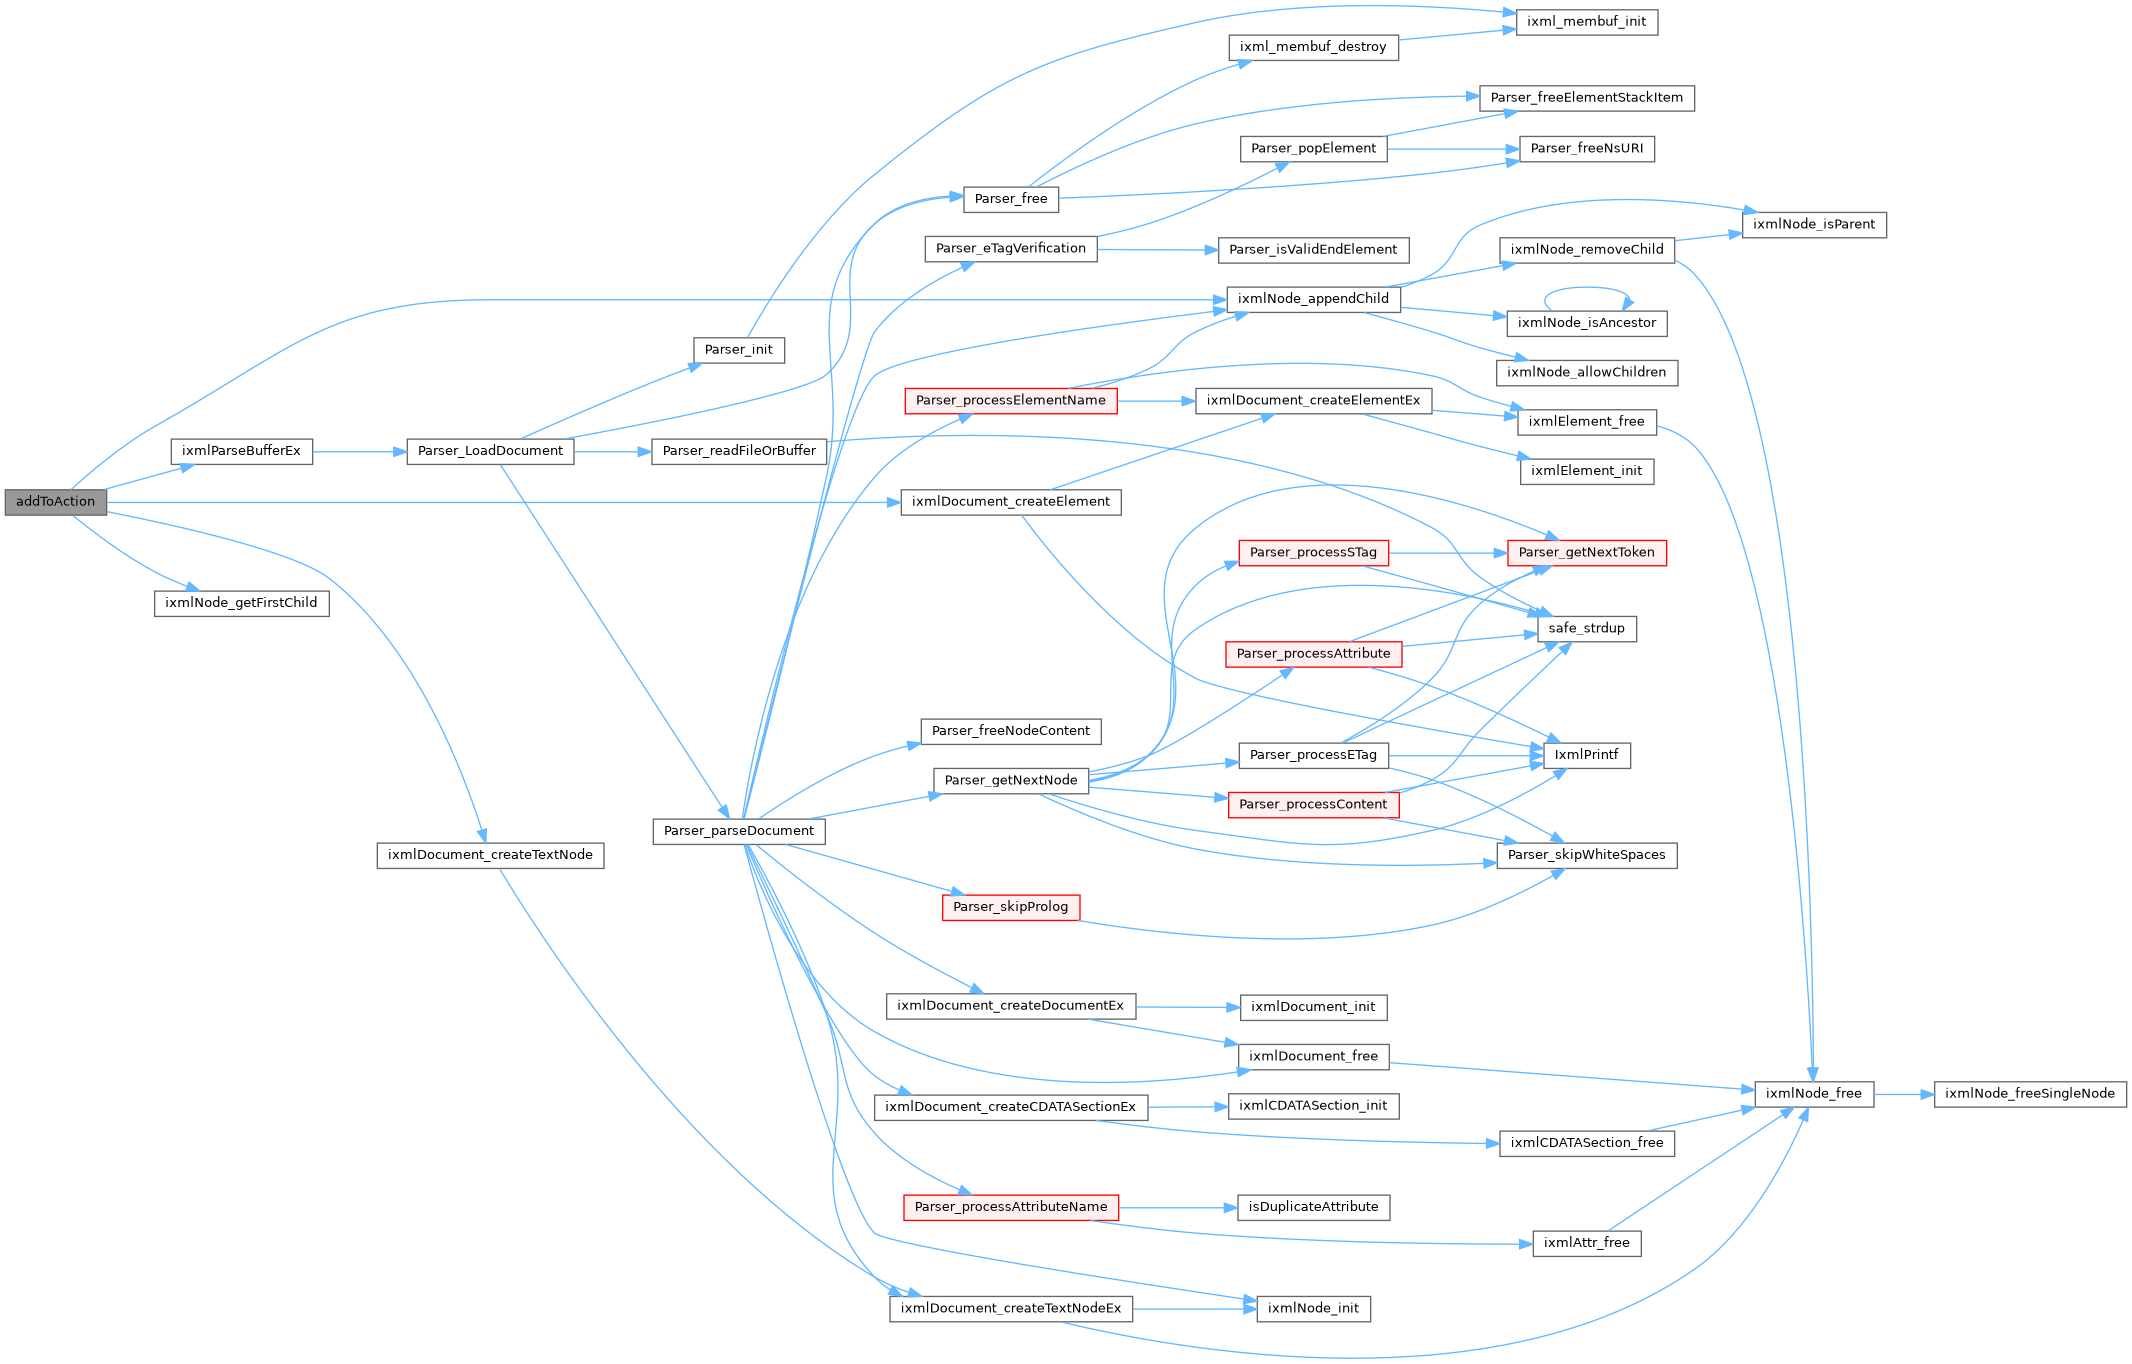 addToAction
ixmlParseBufferEx
ixmlNode_getFirstChild
Parser_LoadDocument
ixmlDocument_createTextNode
Parser_init
Parser_readFileOrBuffer
Parser_parseDocument
Parser_free
Parser_eTagVerification
Parser_processElementName
ixmlDocument_createElement
Parser_freeNodeContent
Parser_getNextNode
Parser_skipProlog
ixmlDocument_createDocumentEx
ixmlDocument_createCDATASectionEx
Parser_processAttributeName
ixmlDocument_createTextNodeEx
ixml_membuf_destroy
Parser_popElement
Parser_isValidEndElement
ixmlNode_appendChild
ixmlDocument_createElementEx
Parser_processSTag
Parser_processAttribute
Parser_processETag
Parser_processContent
ixmlDocument_init
ixmlDocument_free
ixmlCDATASection_init
isDuplicateAttribute
ixmlNode_init
ixml_membuf_init
Parser_freeElementStackItem
Parser_freeNsURI
ixmlNode_removeChild
ixmlNode_isAncestor
ixmlNode_allowChildren
ixmlElement_free
ixmlElement_init
Parser_getNextToken
safe_strdup
IxmlPrintf
Parser_skipWhiteSpaces
ixmlCDATASection_free
ixmlAttr_free
ixmlNode_isParent
ixmlNode_free
ixmlNode_freeSingleNode